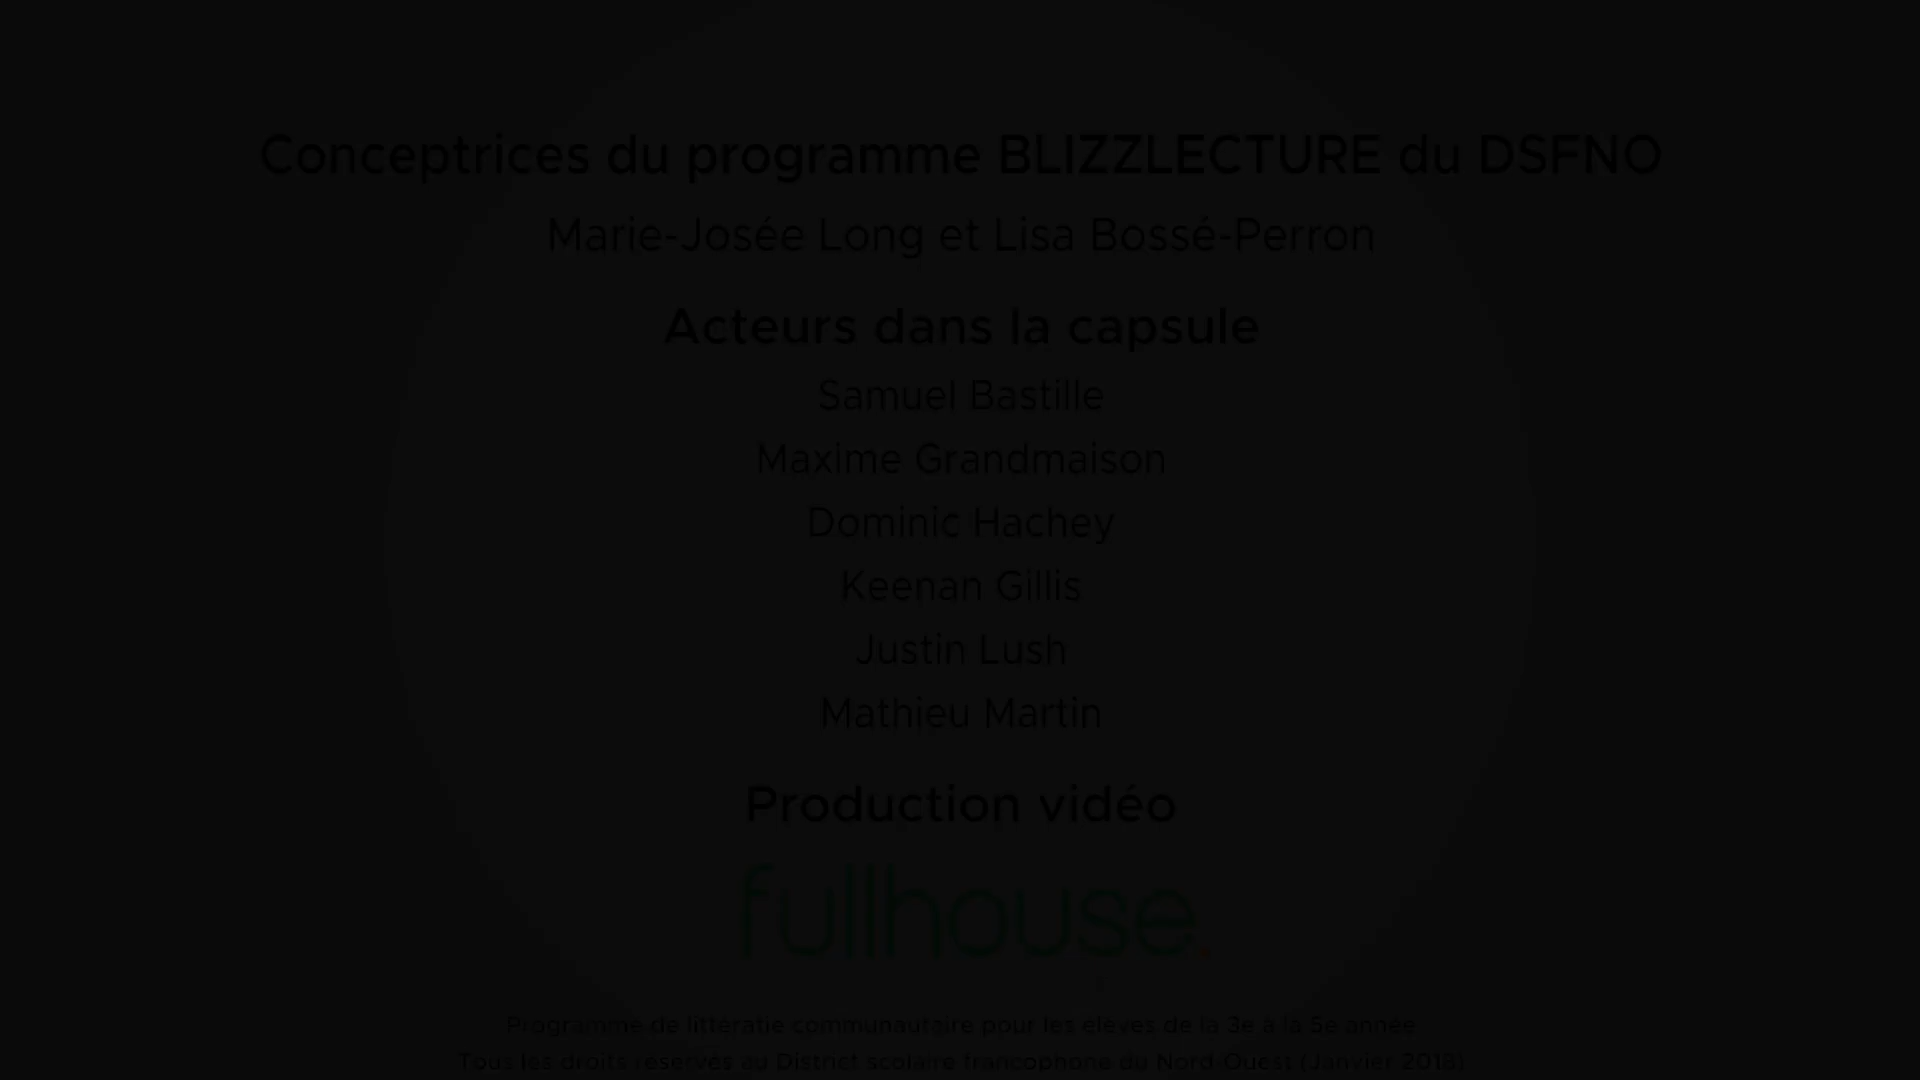 Conceptrices du programme BLIZZLECTURE du DSFNO
Marie-Josée Long et Lisa Bossé-Perron
Acteurs dans la capsule
Samuel Bastille
Maxime Grandmaison
Dominic Hachey
Keenan Gillis
Justin Lush
Mathieu Martin
Production vidéo
fullhouse.
Programme de littératie communautaire pour les élèves de la 3e à la 5e année
Tous les droits réservés au District scolaire francophone du Nord-Ouest (Janvier 2018)